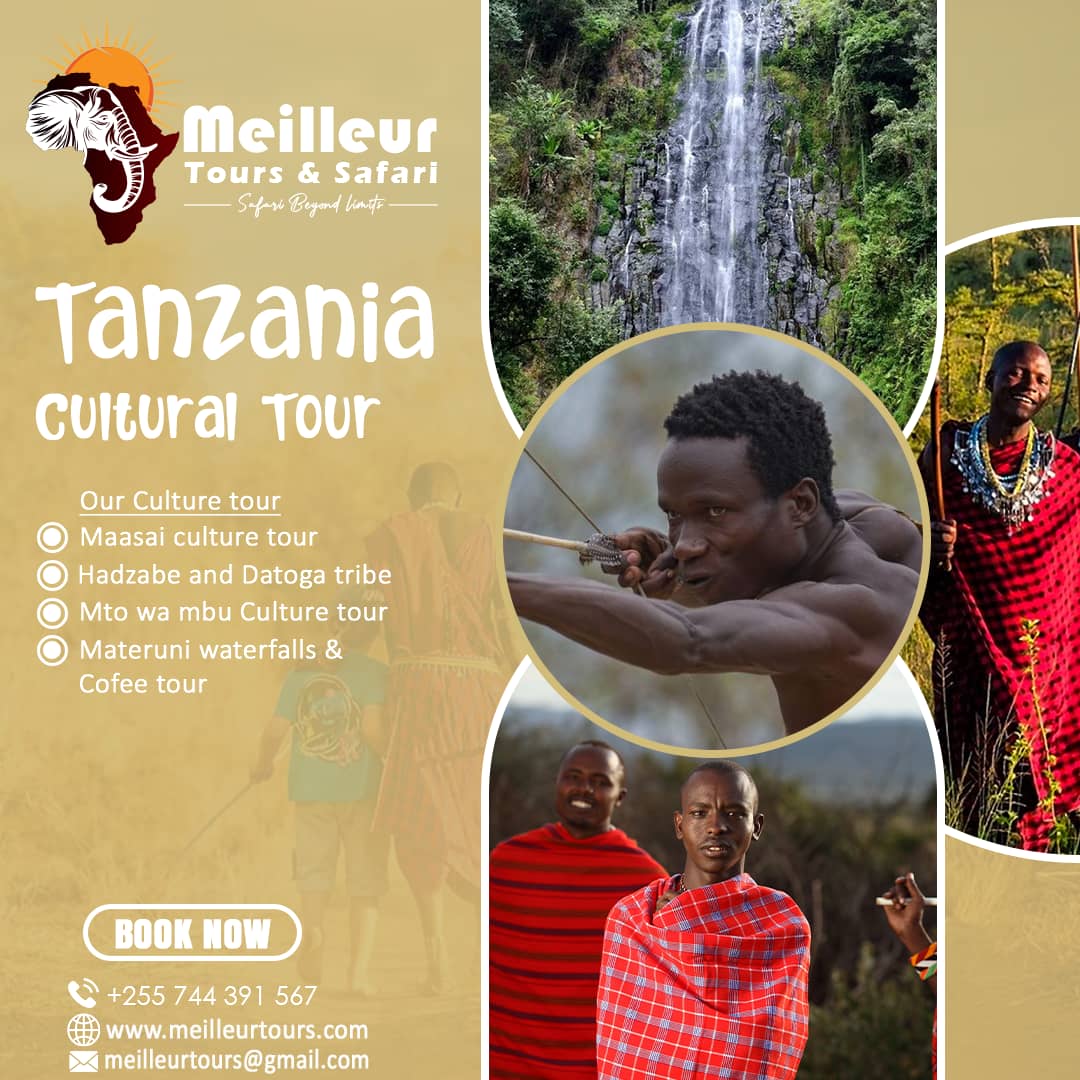 Meilleur
Tours & Safari
Safari Beyond limits
Tanzania
Cultural Tour
Our Culture tour
Maasai culture tour
Hadzabe and Datoga tribe
Mto wa mbu Culture tour
Materuni waterfalls &
Cofee tour
BOOK NOW
+255 744 391 567
www.meilleurtours.com
meilleurtours@gmail.com